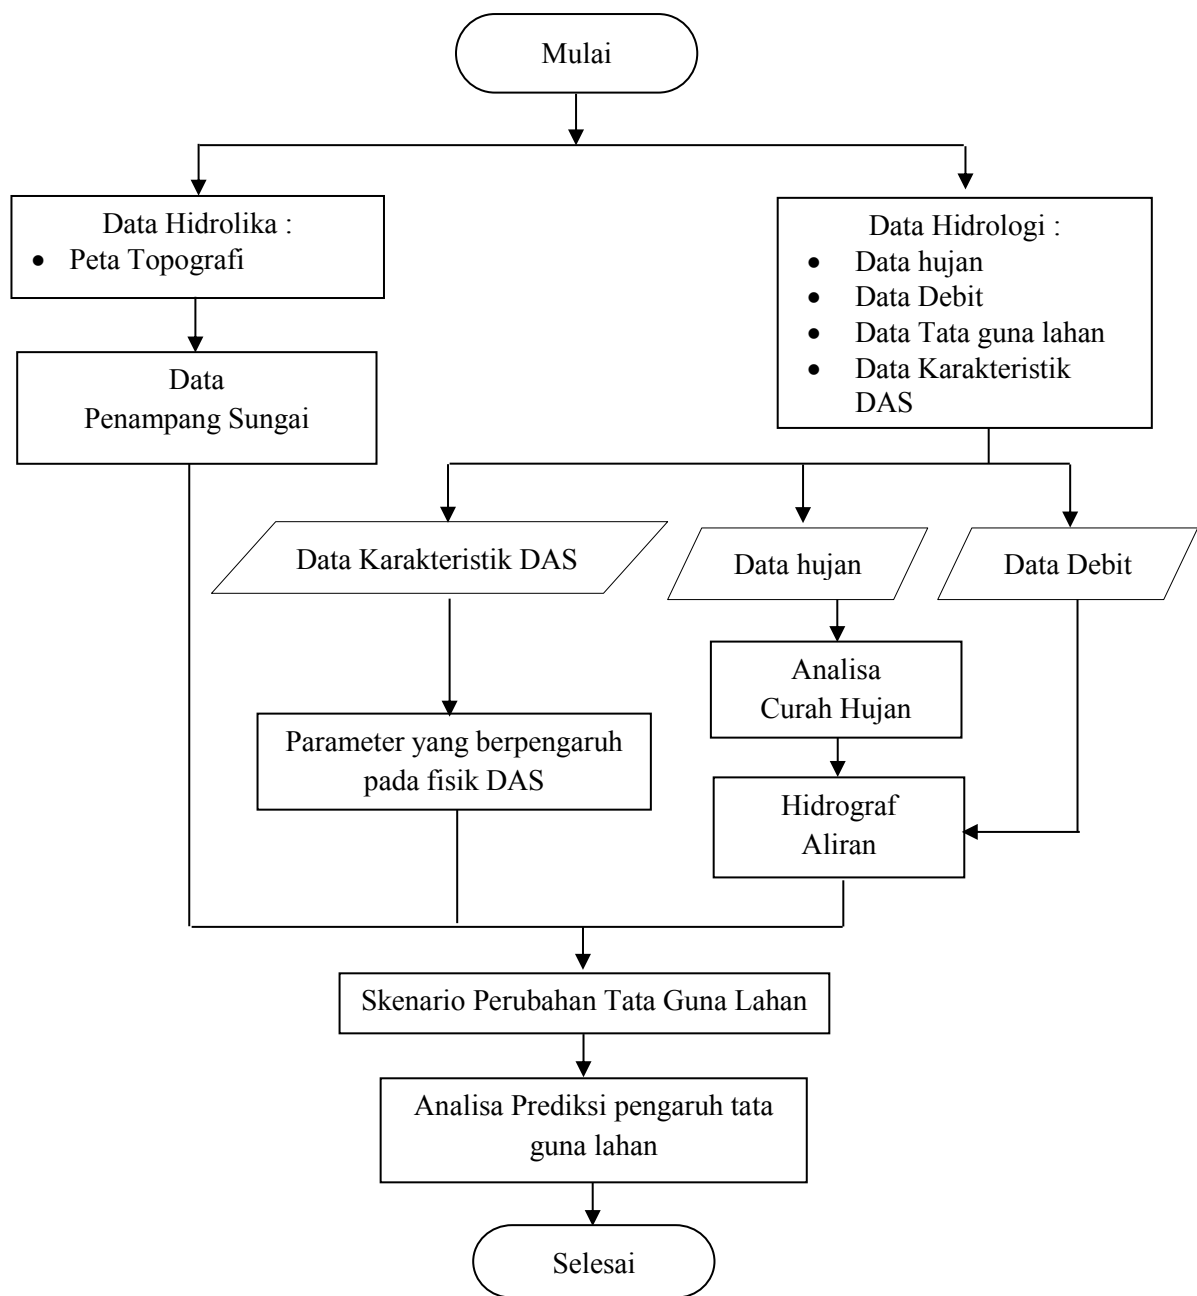 Mulai
Data Hidrolika :
• Peta Topografi
Data Hidrologi :
• Data hujan
• Data Debit
• Data Tata guna lahan
• Data Karakteristik
DAS
Data
Penampang Sungai
Data Karakteristik DAS
Data hujan
Data Debit
Analisa
Curah Hujan
Parameter yang berpengaruh
pada fisik DAS
Hidrograf
Aliran
Skenario Perubahan Tata Guna Lahan
Analisa Prediksi pengaruh tata
guna lahan
Selesai